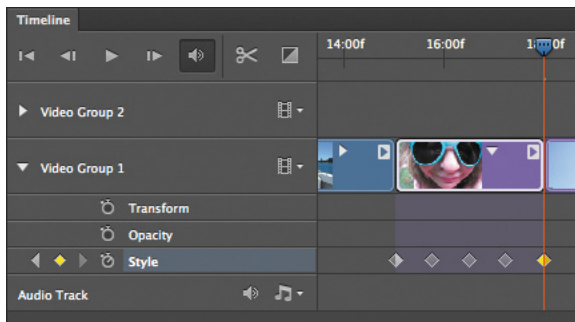 Timeline
14:00f 16:00f
Video Group 2
Video Group 1
Transform
Opacity
Style
Audio Track